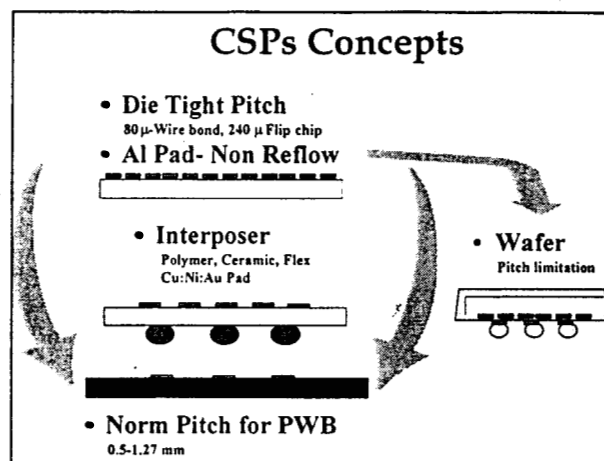 CSPs Concepts
• Die Tight Pitch
80 µ-Wire bond, 240 µ Flip chip
• Al Pad- Non Reflow
• Interposer
Polymer, Ceramic, Flex
Cu:Ni:Au Pad
• Wafer
Pitch limitation
• Norm Pitch for PWB
0.5-1.27 mm